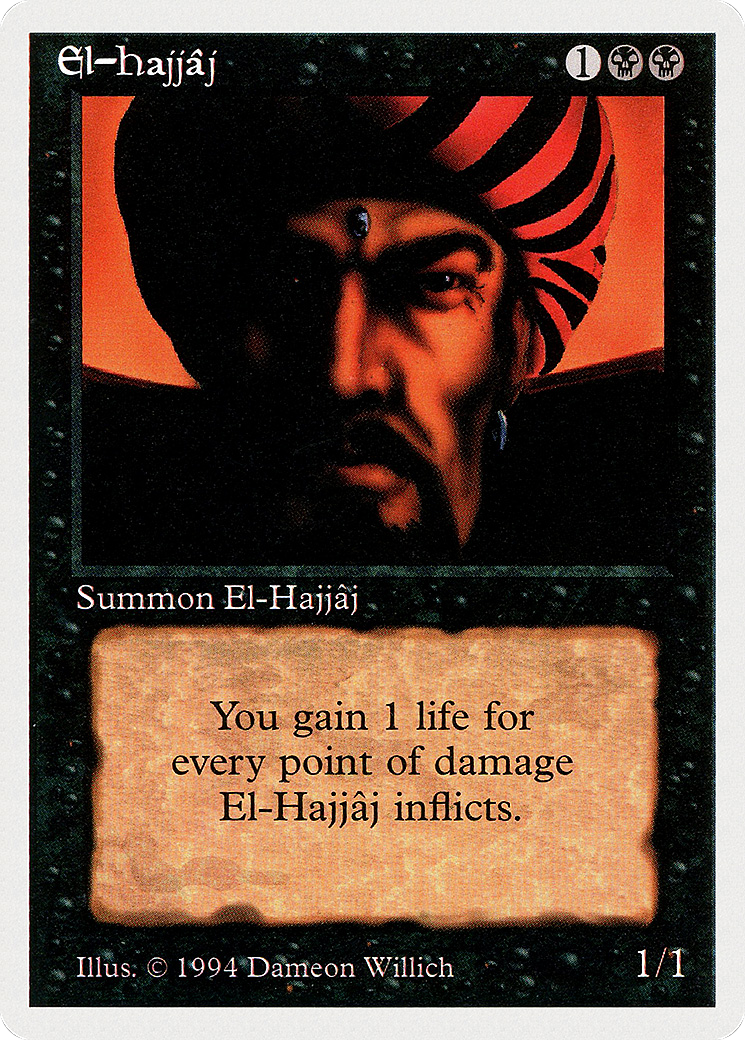 El-hajjâj 1
Summon El-Hajjâj
You gain 1 life for
every point of damage
El-Hajjâj inflicts.
Illus. © 1994 Dameon Willich 1/1